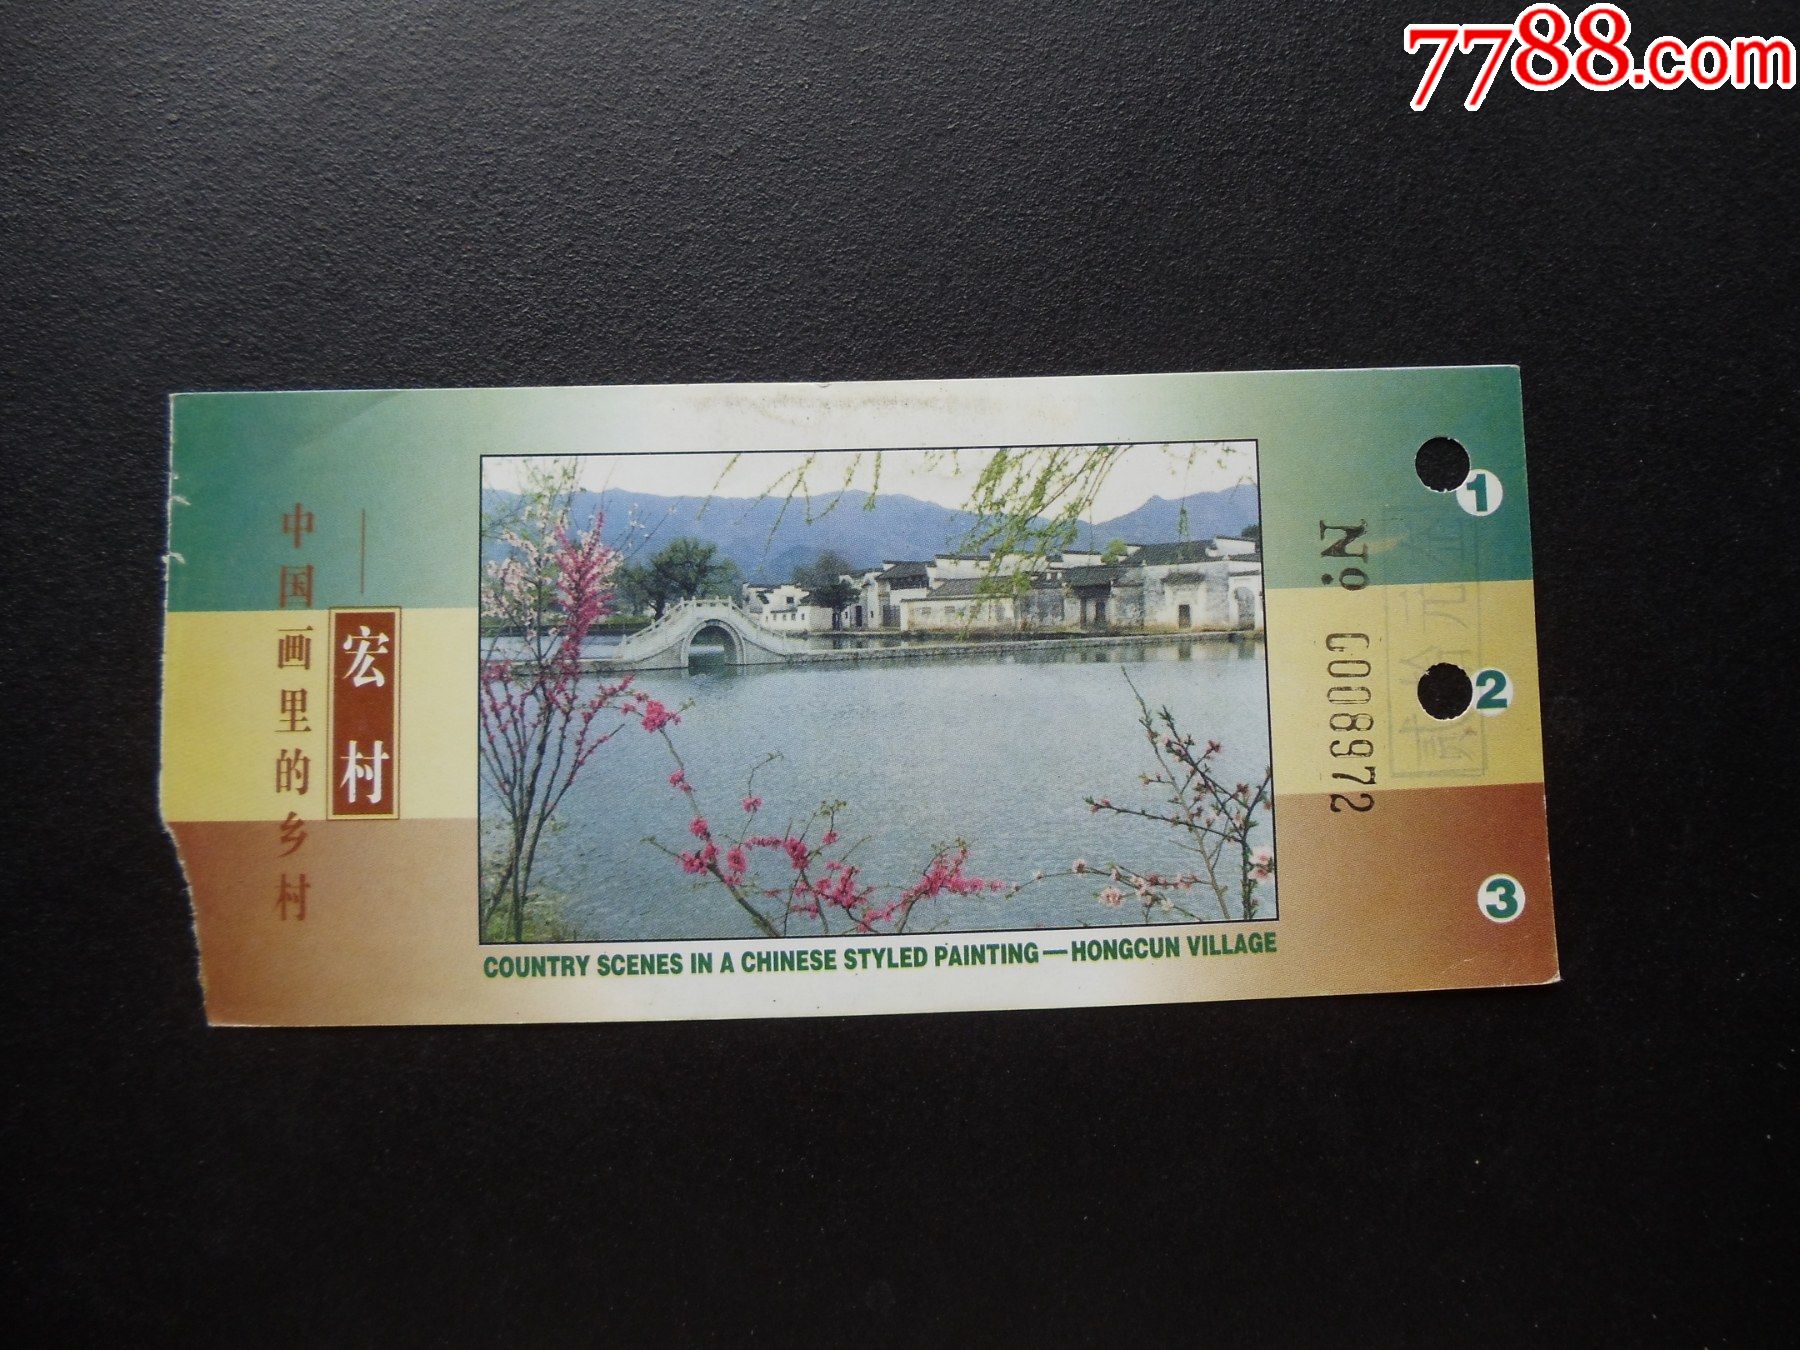 7788.com
中国画里的乡村
——宏村
COUNTRY SCENES IN A CHINESE STYLED PAINTING—HONGCUN VILLAGE
№ C008972
1
2
3